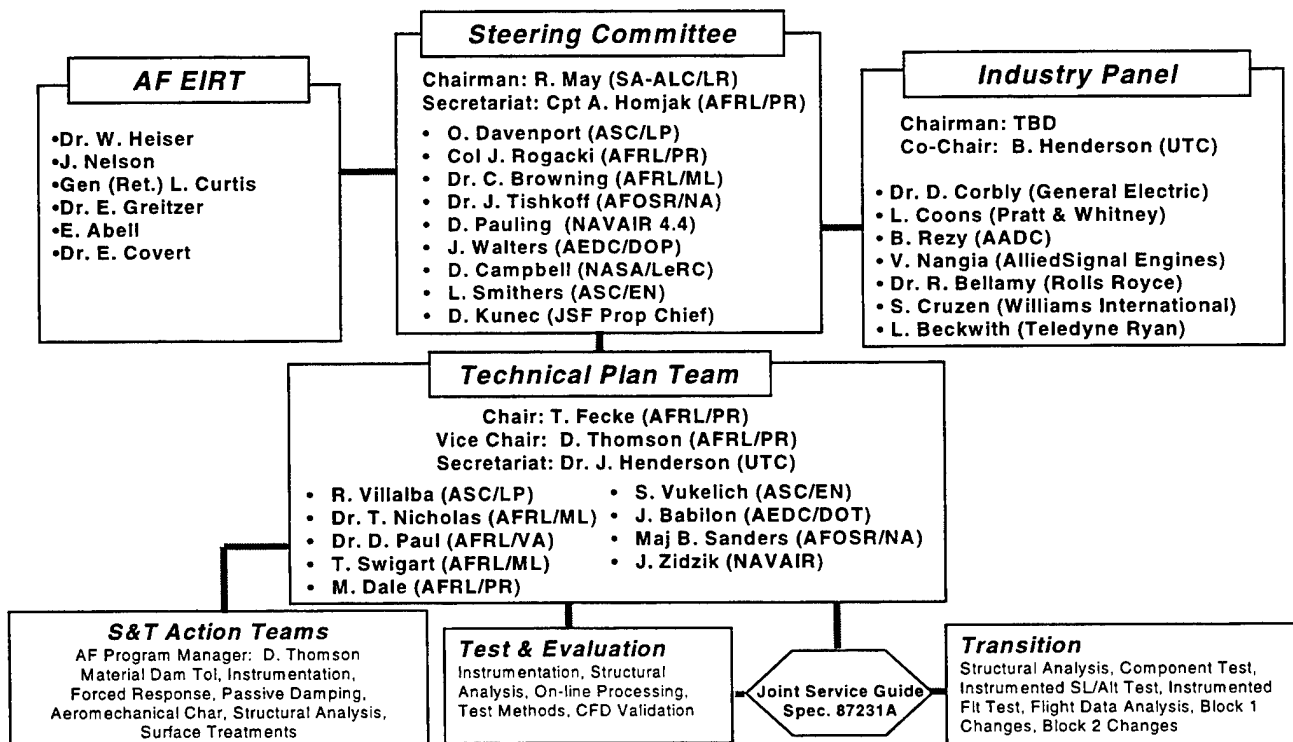 Steering Committee
Chairman: R. May (SA-ALC/LR)
Secretariat: Cpt A. Homjak (AFRL/PR)
• O. Davenport (ASC/LP)
• Col J. Rogacki (AFRL/PR)
• Dr. C. Browning (AFRL/ML)
• Dr. J. Tishkoff (AFOSR/NA)
• D. Pauling (NAVAIR 4.4)
• J. Walters (AEDC/DOP)
• D. Campbell (NASA/LeRC)
• L. Smithers (ASC/EN)
• D. Kunec (JSF Prop Chief)
AF EIRT
•Dr. W. Heiser
•J. Nelson
•Gen (Ret.) L. Curtis
•Dr. E. Greitzer
•E. Abell
•Dr. E. Covert
Industry Panel
Chairman: TBD
Co-Chair: B. Henderson (UTC)
• Dr. D. Corbly (General Electric)
• L. Coons (Pratt & Whitney)
• B. Rezy (AADC)
• V. Nangia (AlliedSignal Engines)
• Dr. R. Bellamy (Rolls Royce)
• S. Cruzen (Williams International)
• L. Beckwith (Teledyne Ryan)
Technical Plan Team
Chair: T. Fecke (AFRL/PR)
Vice Chair: D. Thomson (AFRL/PR)
Secretariat: Dr. J. Henderson (UTC)
• R. Villalba (ASC/LP)
• Dr. T. Nicholas (AFRL/ML)
• Dr. D. Paul (AFRL/VA)
• T. Swigart (AFRL/ML)
• M. Dale (AFRL/PR)
• S. Vukelich (ASC/EN)
• J. Babilon (AEDC/DOT)
• Maj B. Sanders (AFOSR/NA)
• J. Zidzik (NAVAIR)
S&T Action Teams
AF Program Manager: D. Thomson
Material Dam Tol, Instrumentation,
Forced Response, Passive Damping,
Aeromechanical Char, Structural Analysis,
Surface Treatments
Test & Evaluation
Instrumentation, Structural
Analysis, On-line Processing,
Test Methods, CFD Validation
Joint Service Guide
Spec. 87231A
Transition
Structural Analysis, Component Test,
Instrumented SL/Alt Test, Instrumented
Flt Test, Flight Data Analysis, Block 1
Changes, Block 2 Changes